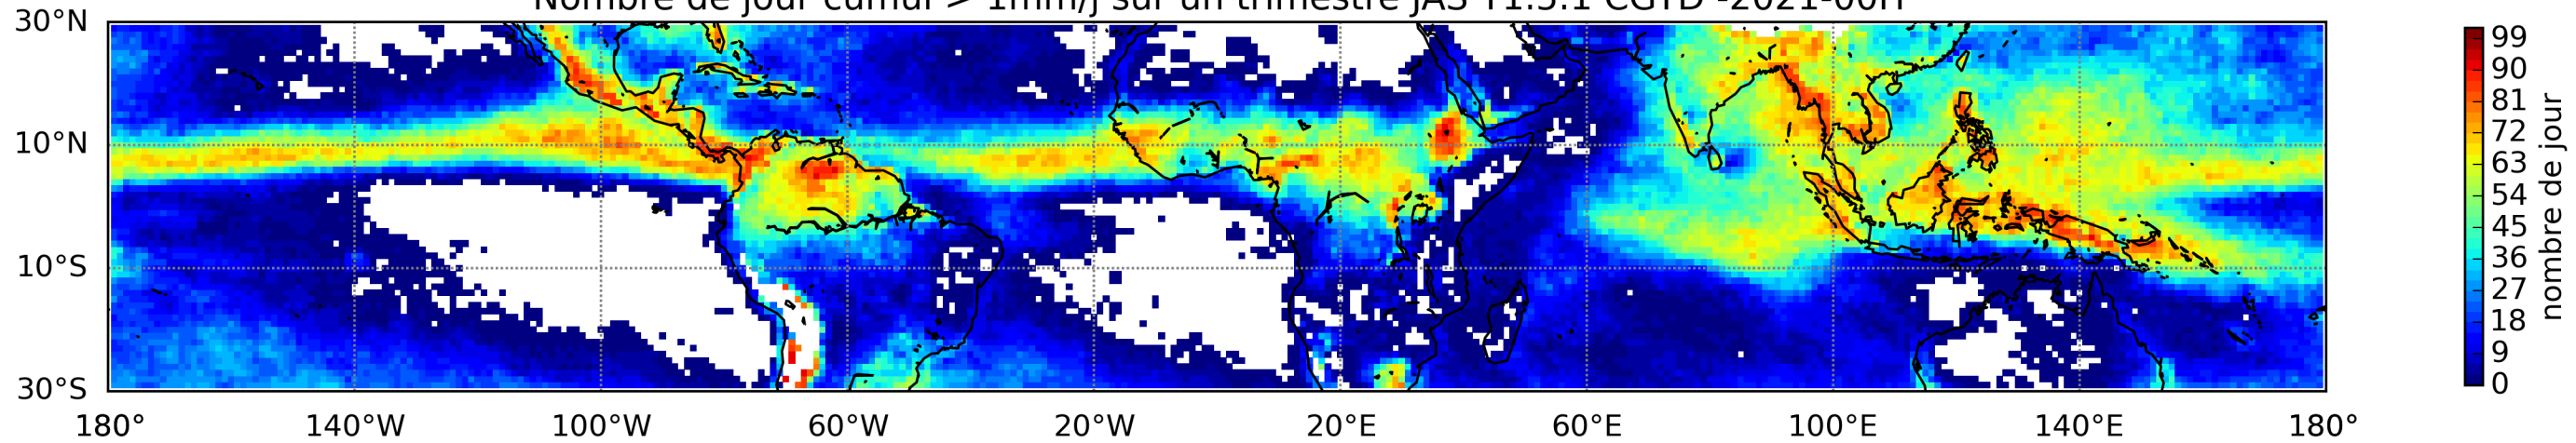 Nombre de jour cumul > 1mm/j sur un trimestre JAS T1.5.1 CGTD -2021-00H
30°N
10°N
10°S
30°S
180°
140°W
100°W
60°W
20°W
20°E
60°E
100°E
140°E
180°
99
90
81
72
63
54
45
36
27
18
9
0
nombre de jour